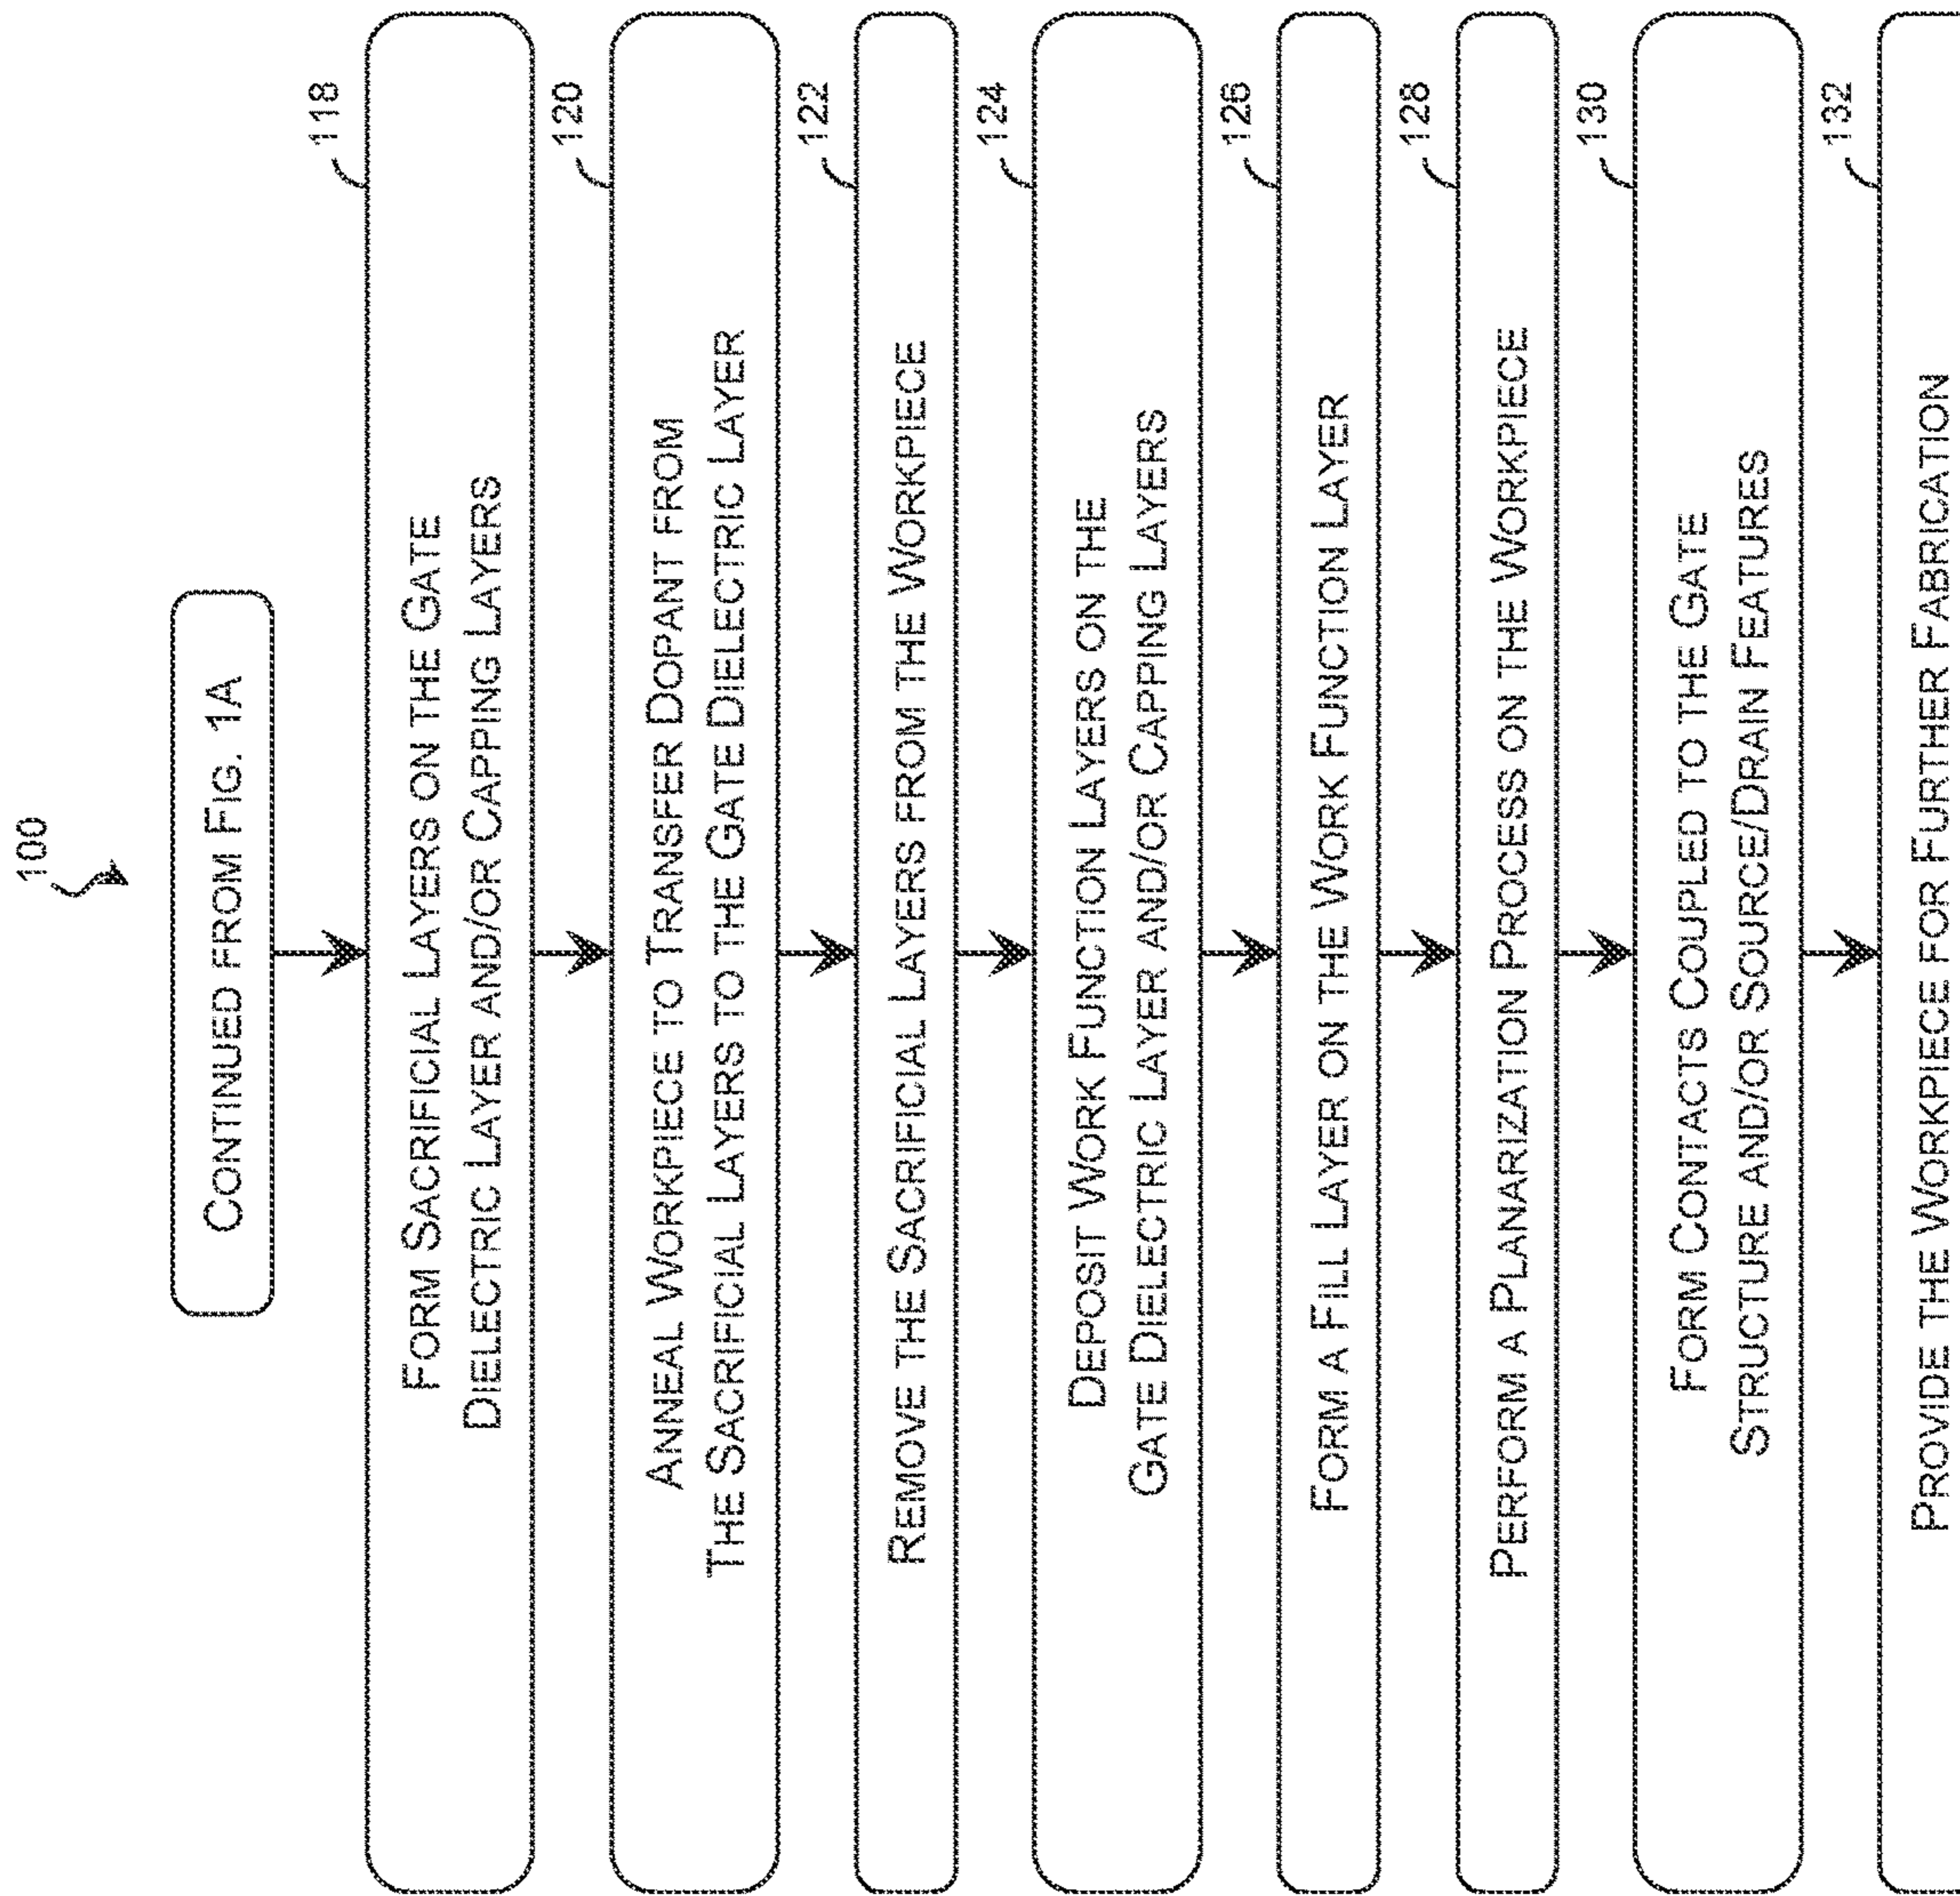 100
CONTINUED FROM FIG. 1A
118
FORM SACRIFICIAL LAYERS ON THE GATE
DIELECTRIC LAYER AND/OR CAPPING LAYERS
120
ANNEAL WORKPIECE TO TRANSFER DOPANT FROM
THE SACRIFICIAL LAYERS TO THE GATE DIELECTRIC LAYER
122
REMOVE THE SACRIFICIAL LAYERS FROM THE WORKPIECE
124
DEPOSIT WORK FUNCTION LAYERS ON THE
GATE DIELECTRIC LAYER AND/OR CAPPING LAYERS
126
FORM A FILL LAYER ON THE WORK FUNCTION LAYER
128
PERFORM A PLANARIZATION PROCESS ON THE WORKPIECE
130
FORM CONTACTS COUPLED TO THE GATE
STRUCTURE AND/OR SOURCE/DRAIN FEATURES
132
PROVIDE THE WORKPIECE FOR FURTHER FABRICATION